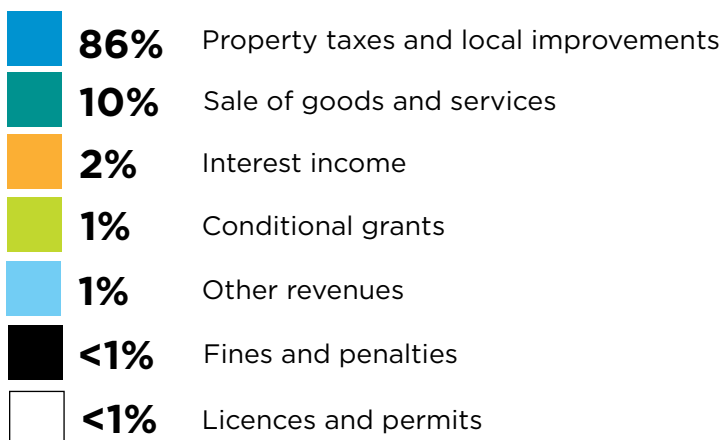 86% Property taxes and local improvements
10% Sale of goods and services
2% Interest income
1% Conditional grants
1% Other revenues
<1% Fines and penalties
<1% Licences and permits